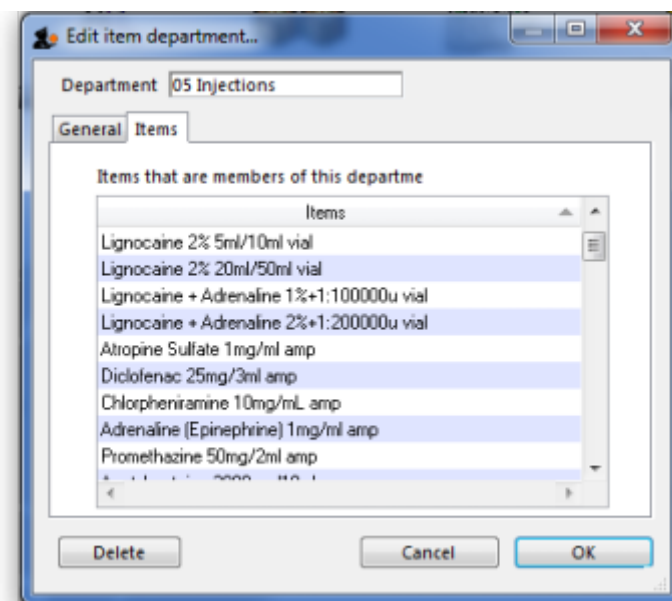 Edit item department...
Department 05 Injections
General Items
Items that are members of this departme
Items
Lignocaine 2% 5ml/10ml vial
Lignocaine 2% 20ml/50ml vial
Lignocaine + Adrenaline 1%+1:100000u vial
Lignocaine + Adrenaline 2%+1:200000u vial
Atropine Sulfate 1mg/ml amp
Diclofenac 25mg/3ml amp
Chlorpheniramine 10mg/mL amp
Adrenaline (Epinephrine) 1mg/ml amp
Promethazine 50mg/2ml amp
Delete Cancel OK